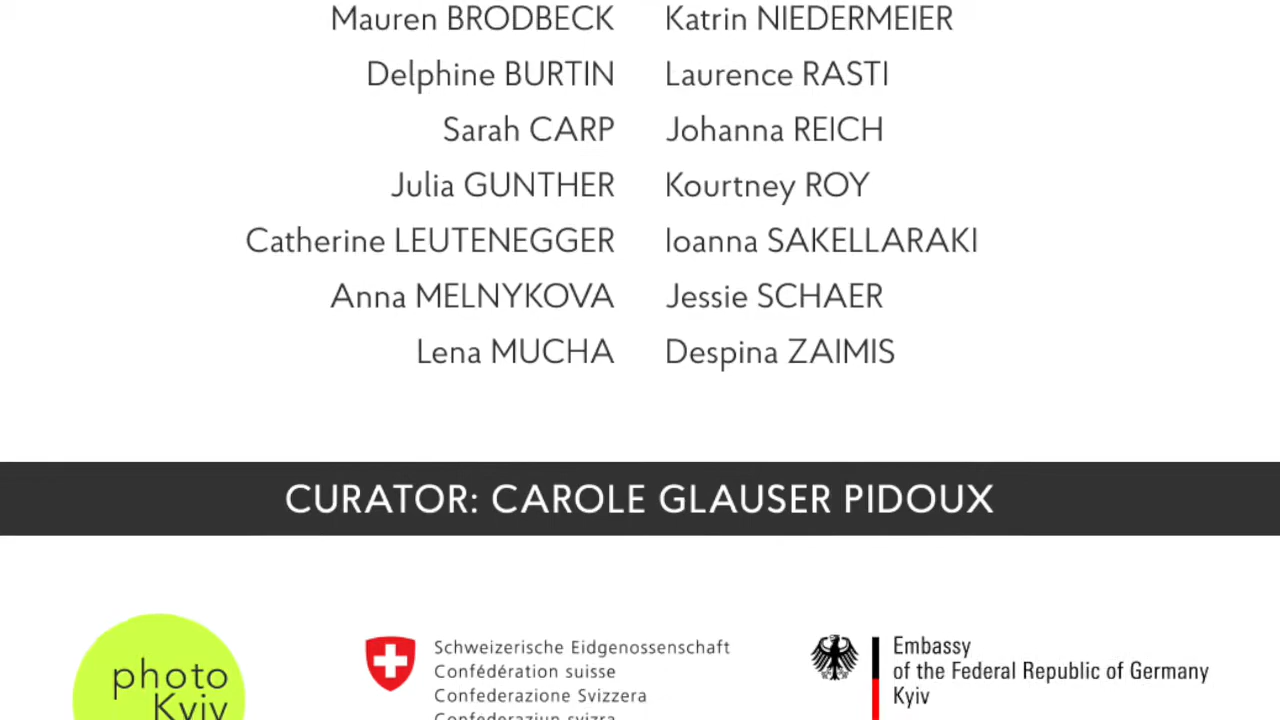 Mauren BRODBECK
Katrin NIEDERMEIER
Delphine BURTIN
Laurence RASTI
Sarah CARP
Johanna REICH
Julia GUNTHER
Kourtney ROY
Catherine LEUTENEGGER
Ioanna SAKELLARAKI
Anna MELNYKOVA
Jessie SCHAER
Lena MUCHA
Despina ZAIMIS
CURATOR: CAROLE GLAUSER PIDOUX
photo
Kyiv
Schweizerische Eidgenossenschaft
Confédération suisse
Confederazione Svizzera
Confederaziun svizra
Embassy
of the Federal Republic of Germany
Kyiv